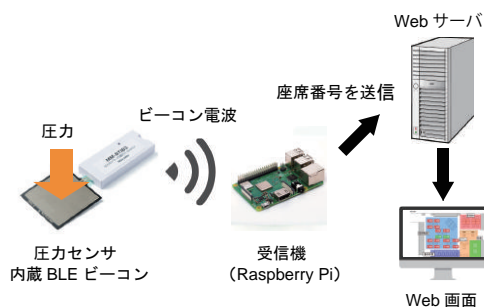 Web サーバ
座席番号を送信
ビーコン電波
圧力
圧力センサ
内蔵 BLE ビーコン
受信機
（Raspberry Pi）
Web 画面